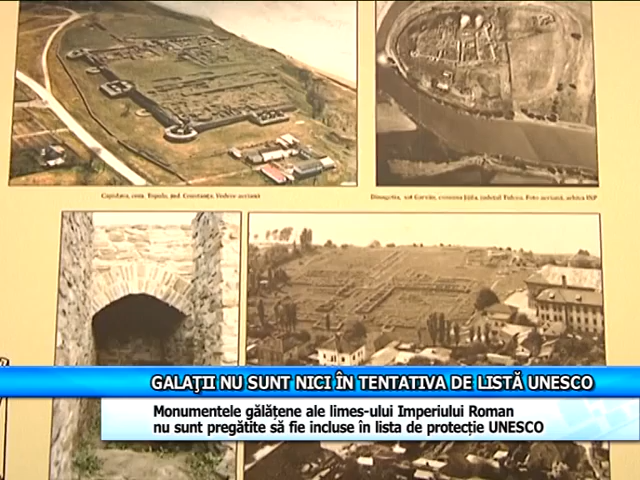 Capidava, com. Topalu, jud. Constanța. Vedere aeriană
Dinogetia, sat Garvăn, comuna Jijila, județul Tulcea. Foto aeriană, arhiva INP
GALAŢII NU SUNT NICI ÎN TENTATIVA DE LISTĂ UNESCO
Monumentele gălățene ale limes-ului Imperiului Roman
nu sunt pregătite să fie incluse în lista de protecție UNESCO